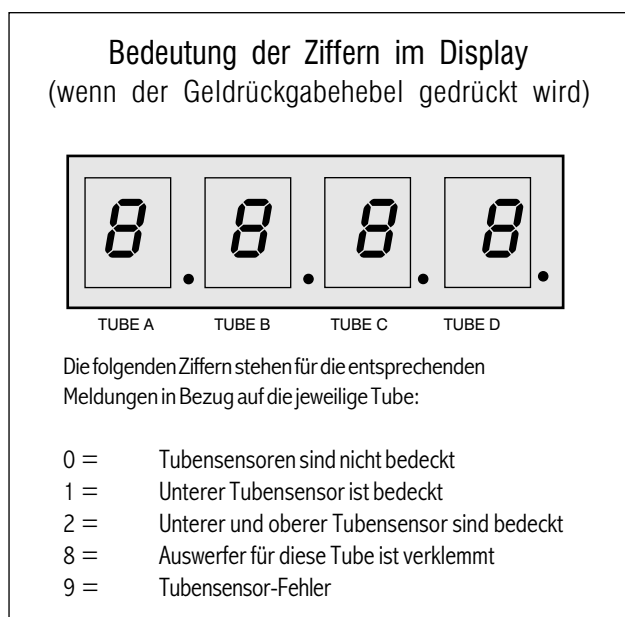 Bedeutung der Ziffern im Display
(wenn der Geldrückgabehebel gedrückt wird)
8. 8. 8. 8.
TUBE A TUBE B TUBE C TUBE D
Die folgenden Ziffern stehen für die entsprechenden
Meldungen in Bezug auf die jeweilige Tube:
0 = Tubensensoren sind nicht bedeckt
1 = Unterer Tubensensor ist bedeckt
2 = Unterer und oberer Tubensensor sind bedeckt
8 = Auswerfer für diese Tube ist verklemmt
9 = Tubensensor-Fehler